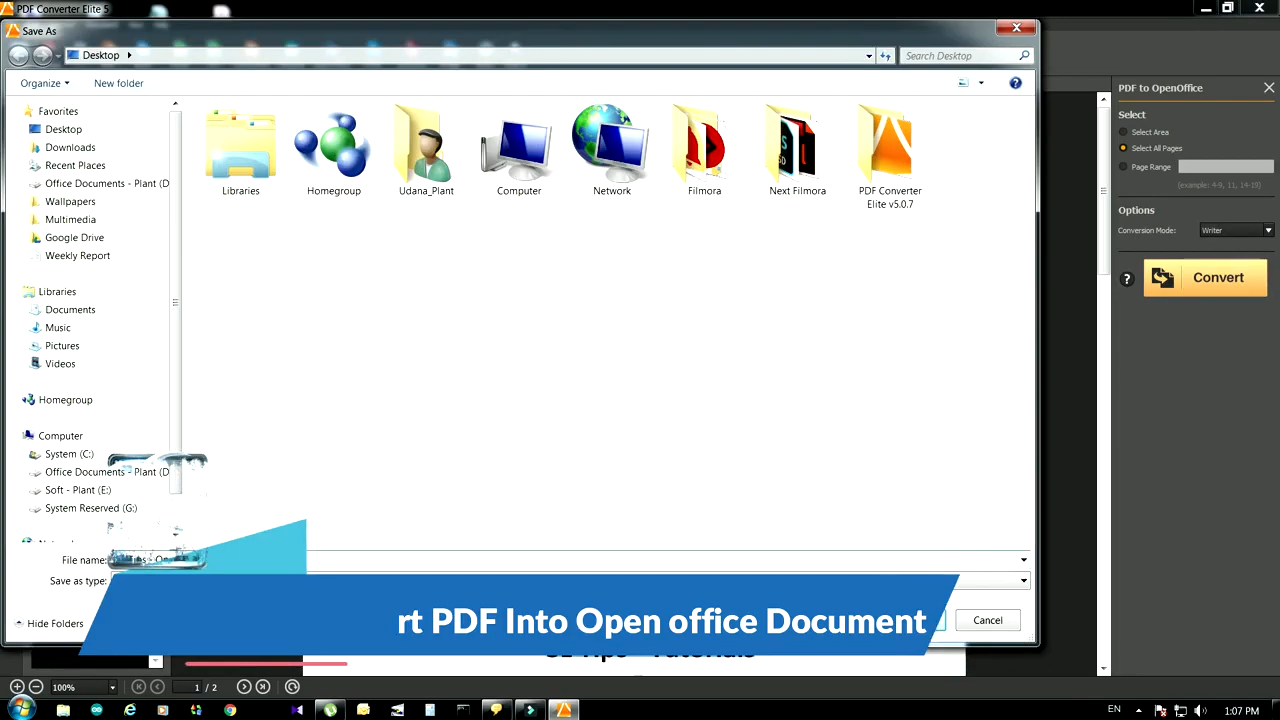 PDF Converter Elite 5
Save As
Desktop
Search Desktop
Organize
New folder
PDF to OpenOffice
Select
Select Area
Select All Pages
Page Range
(example: 4-9, 11, 14-19)
Options
Conversion Mode:
Writer
Convert
Favorites
Desktop
Downloads
Recent Places
Office Documents - Plant (D
Wallpapers
Multimedia
Google Drive
Weekly Report
Libraries
Documents
Music
Pictures
Videos
Homegroup
Computer
System (C:)
Office Documents - Plant (D
Soft - Plant (E:)
System Reserved (G:)
Libraries
Homegroup
Udana_Plant
Computer
Network
Filmora
Next Filmora
PDF Converter
Elite v5.0.7
File name:
Save as type:
Hide Folders
Cancel
rt PDF Into Open office Document
100%
1 / 2
EN
1:07 PM